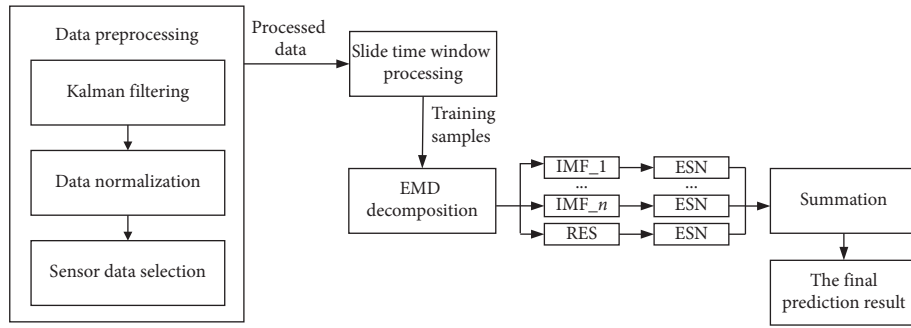 Data preprocessing
Kalman filtering
Data normalization
Sensor data selection
Processed
data
Slide time window
processing
Training
samples
EMD
decomposition
IMF_1
...
IMF_n
RES
ESN
...
ESN
ESN
Summation
The final
prediction result